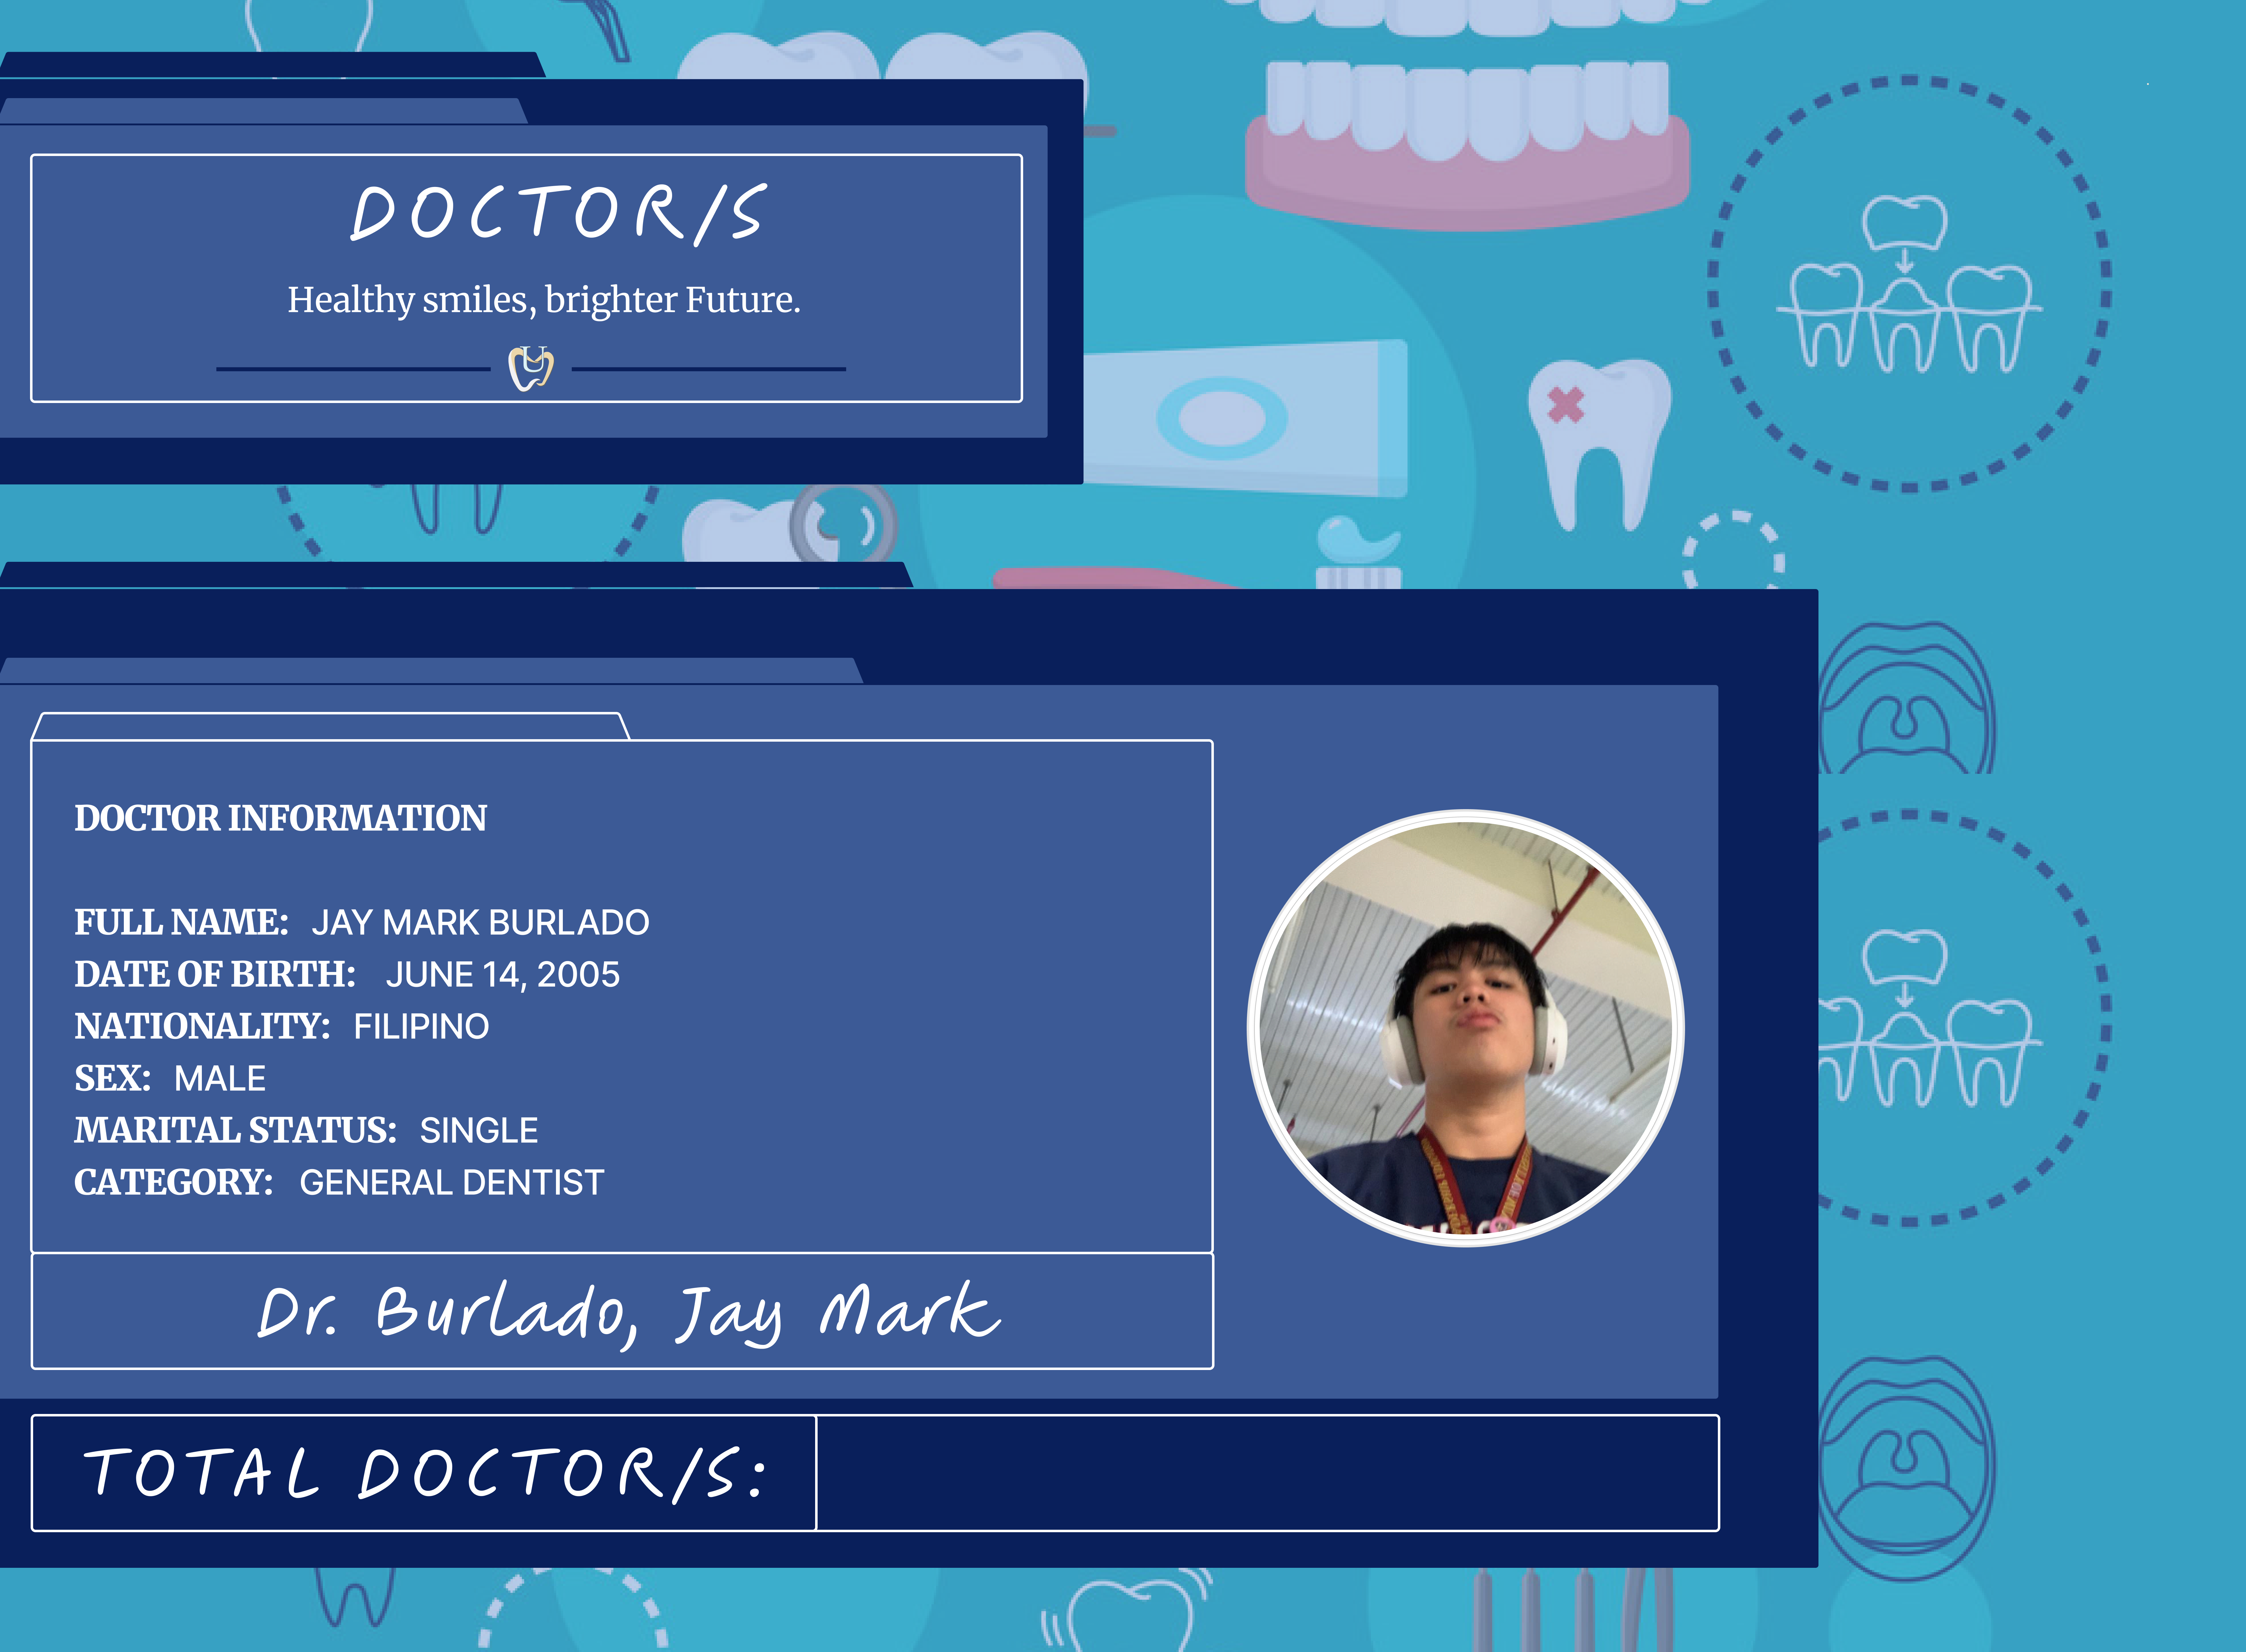 DOCTOR/S
Healthy smiles, brighter Future.
U
DOCTOR INFORMATION
FULL NAME: JAY MARK BURLADO
DATE OF BIRTH: JUNE 14, 2005
NATIONALITY: FILIPINO
SEX: MALE
MARITAL STATUS: SINGLE
CATEGORY: GENERAL DENTIST
Dr. Burlado, Jay Mark
TOTAL DOCTOR/S: